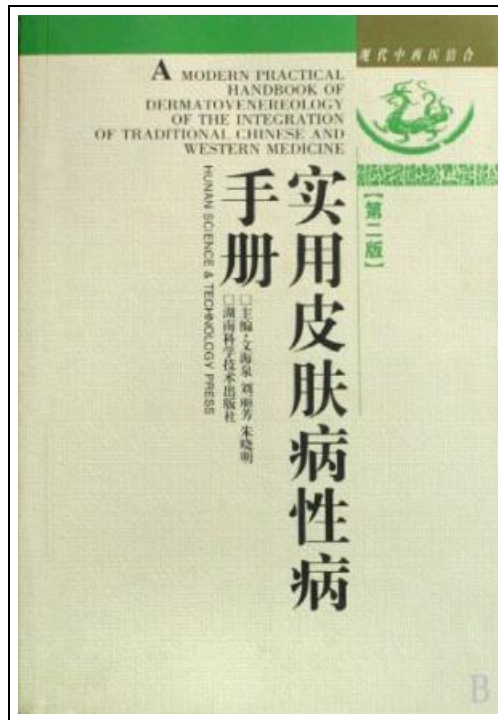 现代中西医结合
A MODERN PRACTICAL
HANDBOOK OF
DERMATOVENEREOLOGY
OF THE INTEGRATION
OF TRADITIONAL CHINESE AND
WESTERN MEDICINE
【第二版】
实用皮肤病性病
手册
□主编·文海泉 刘丽芳 朱晓明
□湖南科学技术出版社
HUNAN SCIENCE & TECHNOLOGY PRESS
B